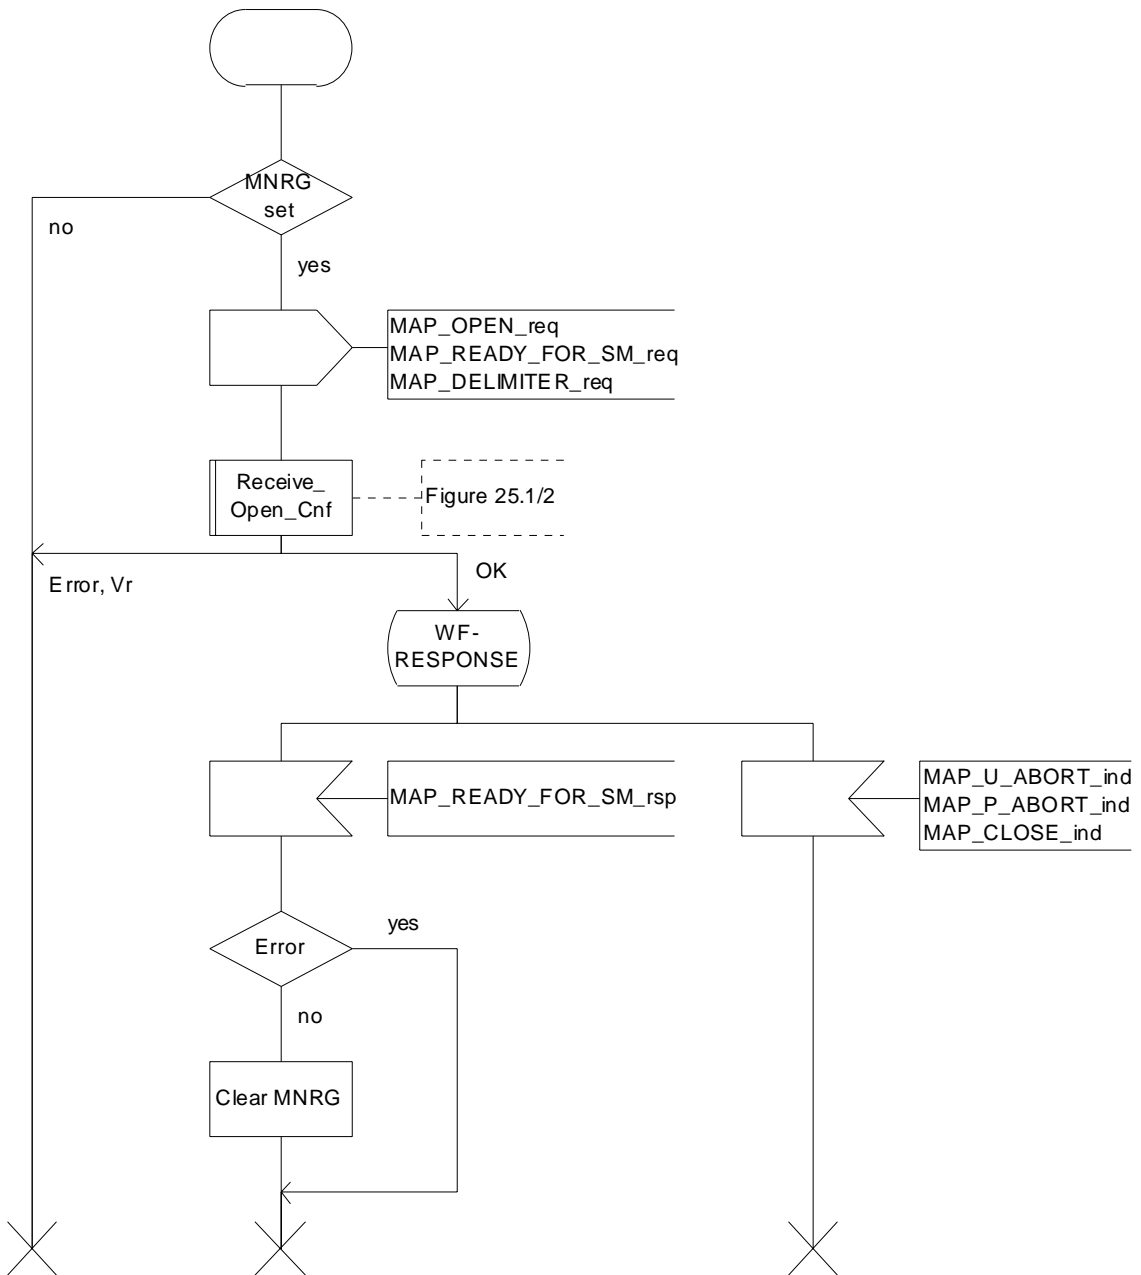 MNRG
set
no
yes
MAP_OPEN_req
MAP_READY_FOR_SM_req
MAP_DELIMITER_req
Receive_
Open_Cnf
Figure 25.1/2
Error, Vr
OK
WF-
RESPONSE
MAP_READY_FOR_SM_rsp
MAP_U_ABORT_ind
MAP_P_ABORT_ind
MAP_CLOSE_ind
Error
yes
no
Clear MNRG